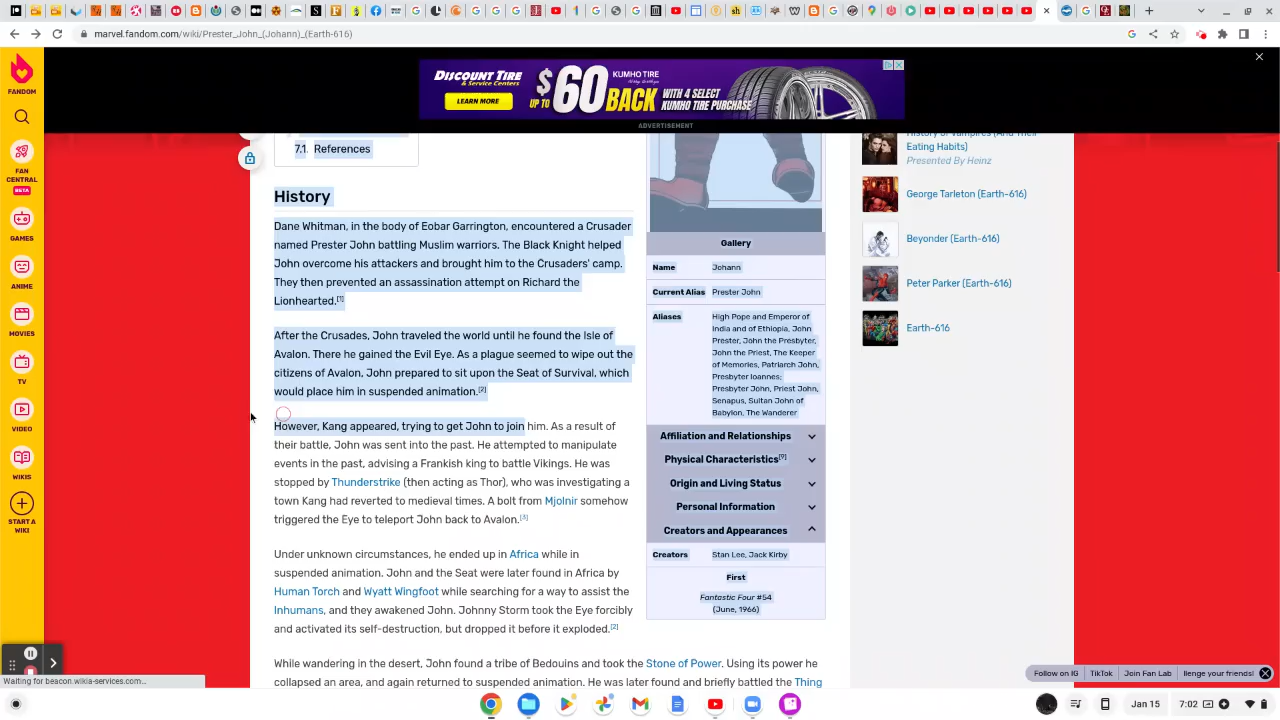 marvel.fandom.com/wiki/Prester_John_(Johann)_(Earth-616)
FANDOM
FAN
CENTRAL
BETA
GAMES
ANIME
MOVIES
TV
VIDEO
WIKIS
START A
WIKI
DISCOUNT TIRE
& SERVICE CENTERS
LEARN MORE
UP TO $60 BACK
KUMHO TIRE
Mail-in rebate
WITH 4 SELECT
KUMHO TIRE PURCHASE
ADVERTISEMENT
7.1. References
History
Dane Whitman, in the body of Eobar Garrington, encountered a Crusader
named Prester John battling Muslim warriors. The Black Knight helped
John overcome his attackers and brought him to the Crusaders' camp.
They then prevented an assassination attempt on Richard the
Lionhearted.[1]
After the Crusades, John traveled the world until he found the Isle of
Avalon. There he gained the Evil Eye. As a plague seemed to wipe out the
citizens of Avalon, John prepared to sit upon the Seat of Survival, which
would place him in suspended animation.[2]
However, Kang appeared, trying to get John to join him. As a result of
their battle, John was sent into the past. He attempted to manipulate
events in the past, advising a Frankish king to battle Vikings. He was
stopped by Thunderstrike (then acting as Thor), who was investigating a
town Kang had reverted to medieval times. A bolt from Mjolnir somehow
triggered the Eye to teleport John back to Avalon.[3]
Under unknown circumstances, he ended up in Africa while in
suspended animation. John and the Seat were later found in Africa by
Human Torch and Wyatt Wingfoot while searching for a way to assist the
Inhumans, and they awakened John. Johnny Storm took the Eye forcibly
and activated its self-destruction, but dropped it before it exploded.[2]
While wandering in the desert, John found a tribe of Bedouins and took the Stone of Power. Using its power he
collapsed an area, and again returned to suspended animation. He was later found and briefly battled the Thing
Gallery
Name Johann
Current Alias Prester John
Aliases High Pope and Emperor of
India and of Ethiopia, John
Prester, John the Presbyter,
John the Priest, The Keeper
of Memories, Patriarch John,
Presbyter Ioannes;
Presbyter John, Priest John,
Senapus, Sultan John of
Babylon, The Wanderer
Affiliation and Relationships
Physical Characteristics[9]
Origin and Living Status
Personal Information
Creators and Appearances
Creators Stan Lee, Jack Kirby
First
Fantastic Four #54
(June, 1966)
History of Vampires (And Their
Eating Habits)
Presented By Heinz
George Tarleton (Earth-616)
Beyonder (Earth-616)
Peter Parker (Earth-616)
Earth-616
Follow on IG TikTok Join Fan Lab llenge your friends!
Waiting for beacon.wikia-services.com...
Jan 15 7:02